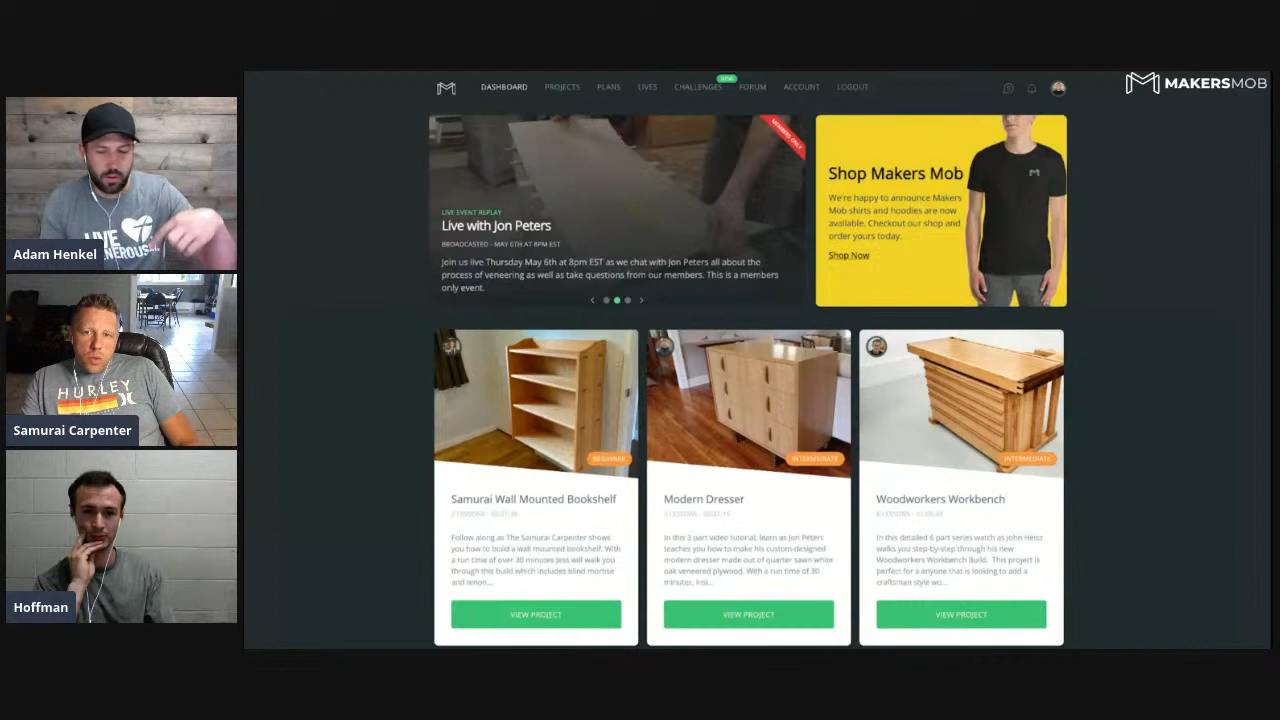 MAKERSMOB
DASHBOARD PROJECTS PLANS LIVES CHALLENGES FORUM ACCOUNT LOGOUT
NEW
MEMBERS ONLY
LIVE EVENT REPLAY
Live with Jon Peters
BROADCASTED - MAY 6TH AT 8PM EST
Join us live Thursday May 6th at 8pm EST as we chat with Jon Peters all about the
process of veneering as well as take questions from our members. This is a members
only event.
Shop Makers Mob
We're happy to announce Makers
Mob shirts and hoodies are now
available. Checkout our shop and
order yours today.
Shop Now
LIVE
Adam Henkel
HURLEY
Samurai Carpenter
Hoffman
BEGINNER
Samurai Wall Mounted Bookshelf
2 LESSONS
Follow along as The Samurai Carpenter shows
you how to build a wall mounted bookshelf. With
a run time of over 30 minutes Jess will walk you
through this build which includes blind mortise
and tenon...
VIEW PROJECT
INTERMEDIATE
Modern Dresser
LESSONS
In this 3 part video tutorial, learn as Jon Peters
teaches you how to make his custom-designed
modern dresser made out of quarter sawn white
oak veneered plywood. With a run time of 30
minutes, insi...
VIEW PROJECT
INTERMEDIATE
Woodworkers Workbench
6 LESSONS
In this detailed 6 part series watch as John Heisz
walks you step-by-step through his new
Woodworkers Workbench Build. This project is
perfect for a anyone that is looking to add a
craftsman style wo...
VIEW PROJECT